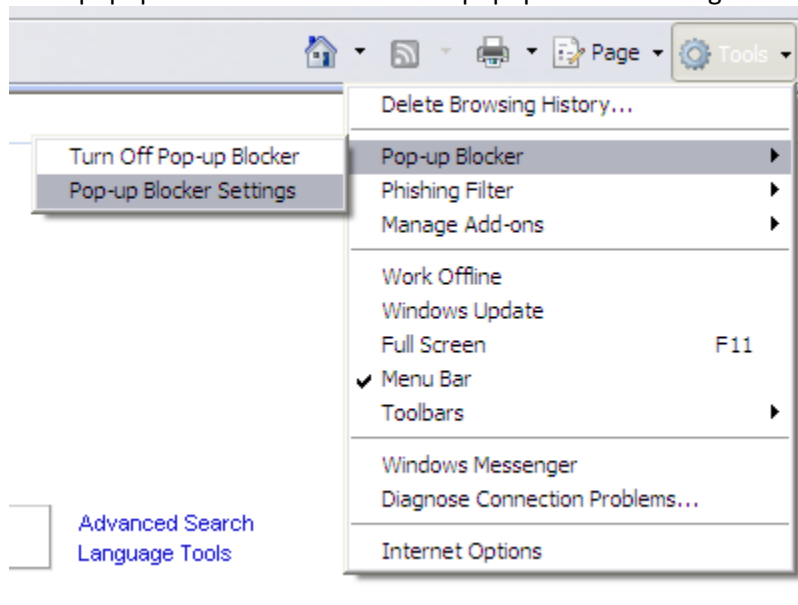 Page
Tools
Delete Browsing History...
Turn Off Pop-up Blocker
Pop-up Blocker
Pop-up Blocker Settings
Phishing Filter
Manage Add-ons
Work Offline
Windows Update
Full Screen F11
Menu Bar
Toolbars
Windows Messenger
Diagnose Connection Problems...
Advanced Search
Language Tools
Internet Options